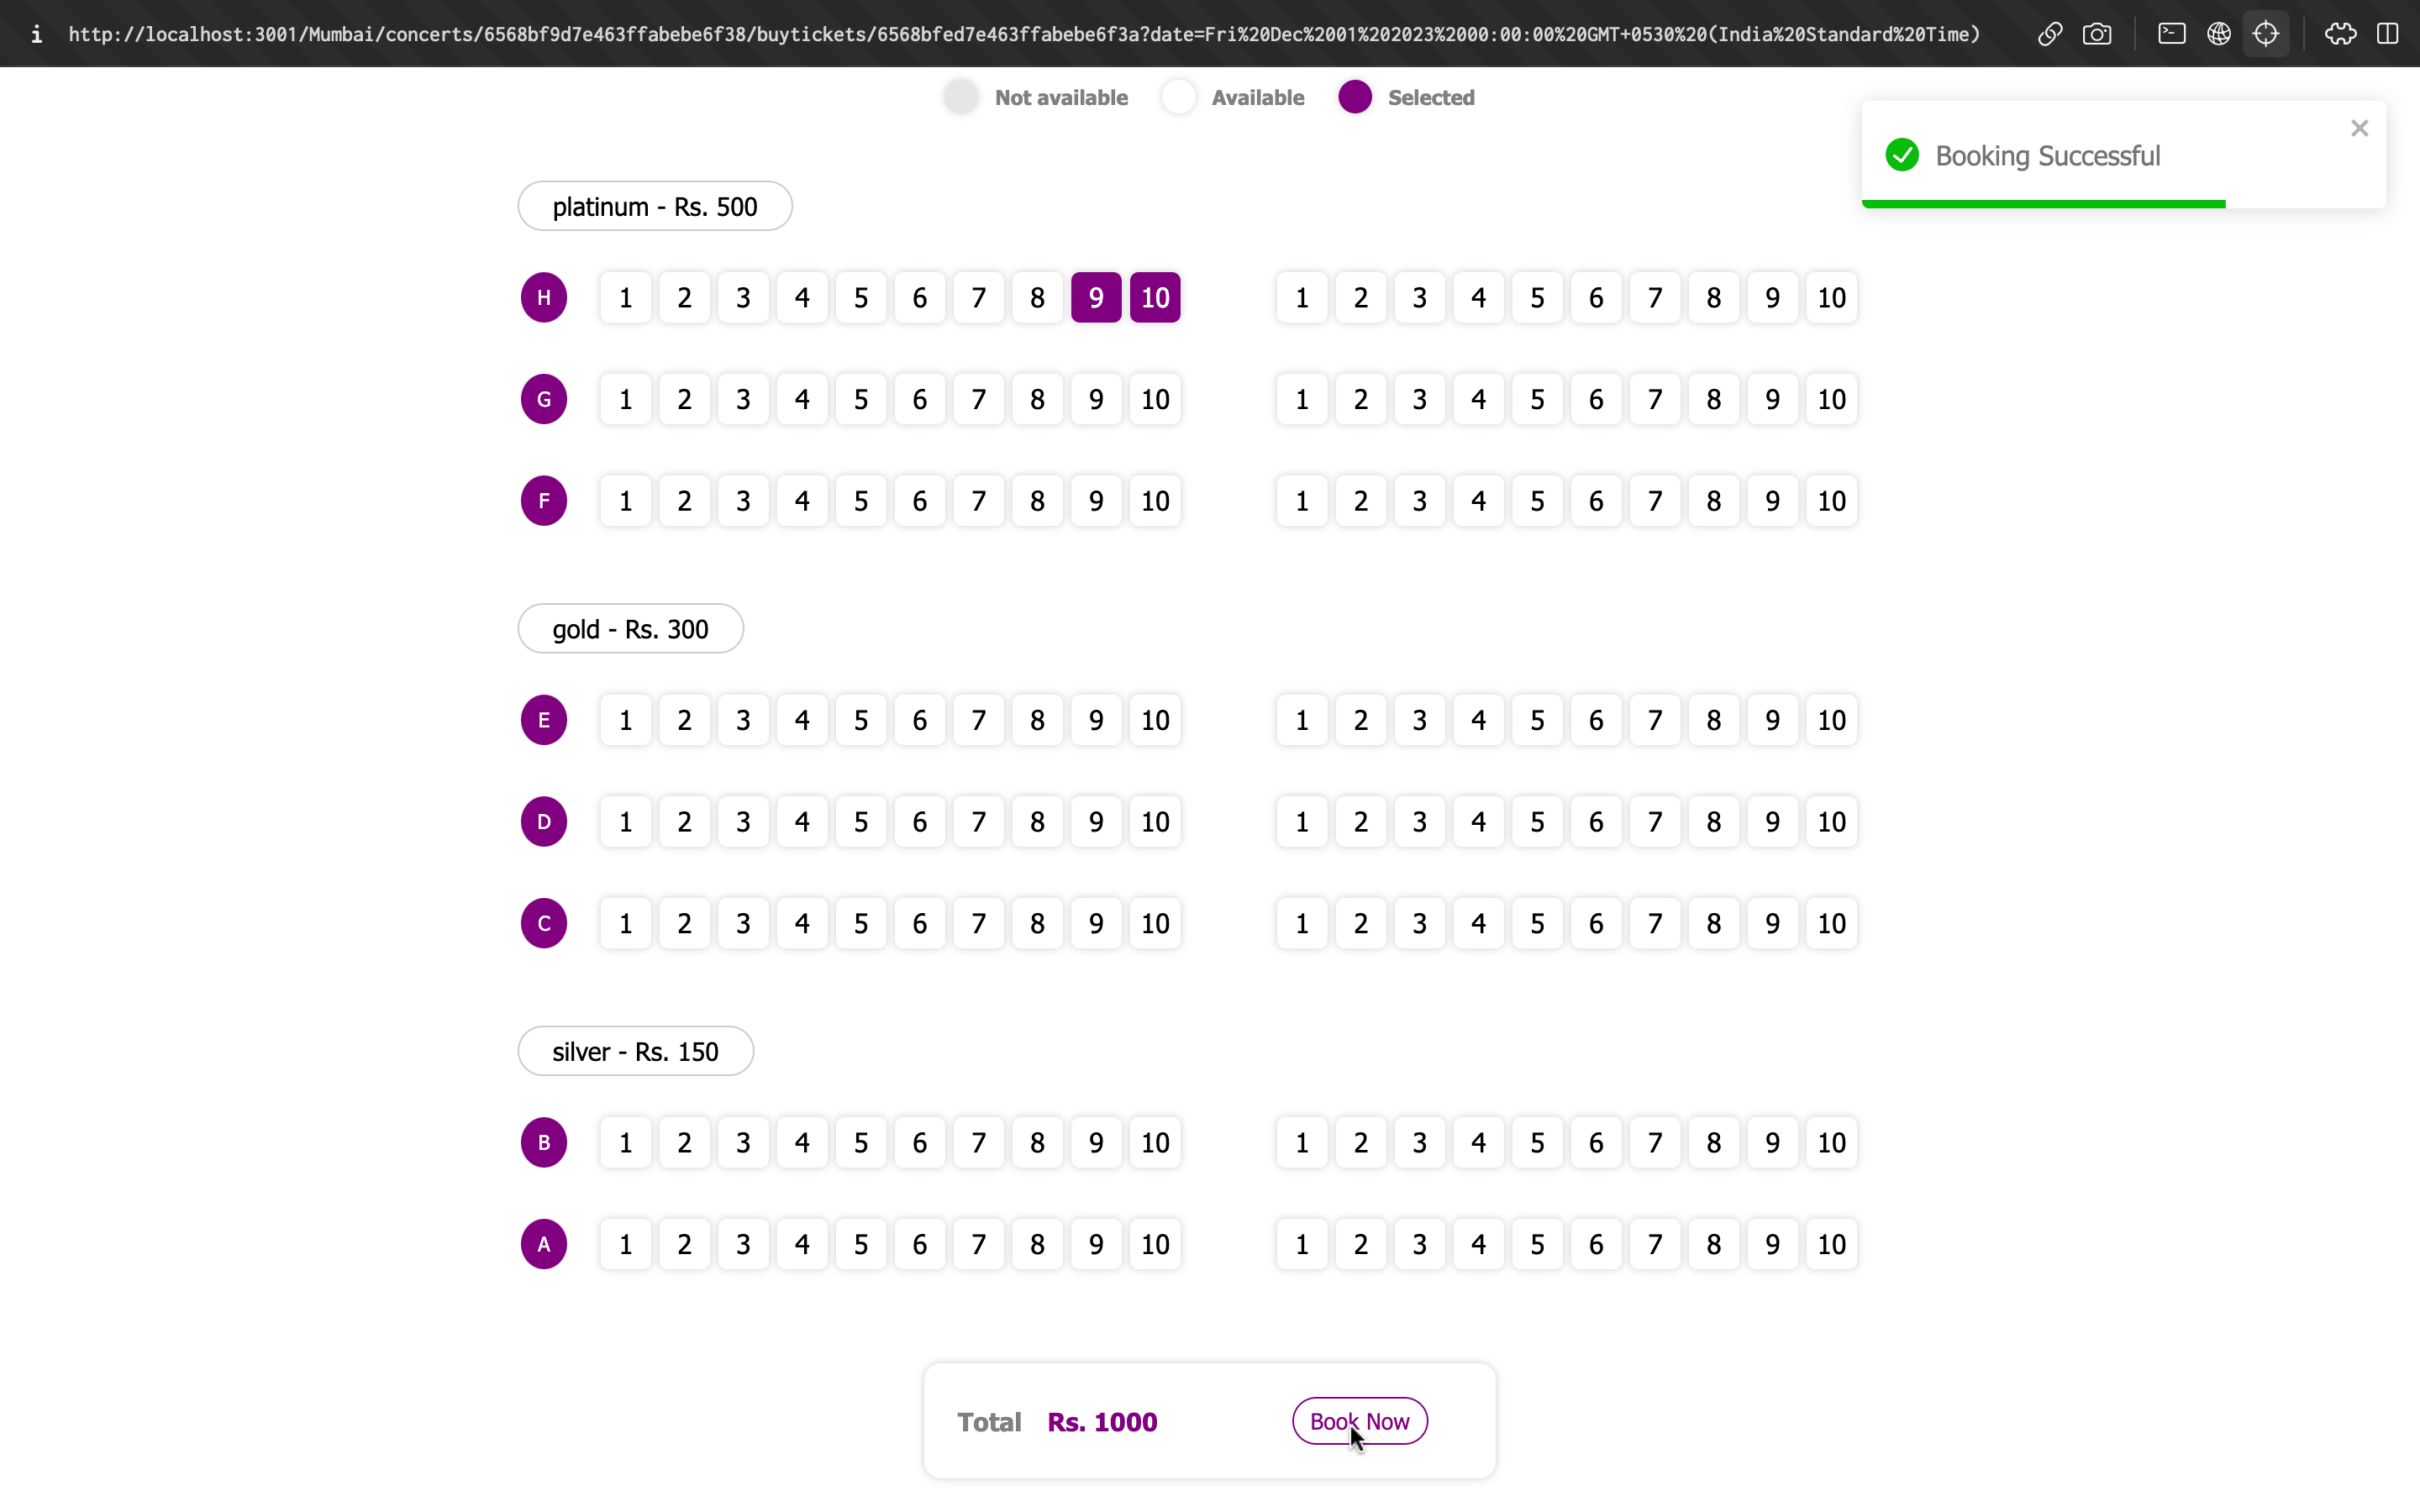 i http://localhost:3001/Mumbai/concerts/6568bf9d7e463ffabebe6f38/buytickets/6568bfed7e463ffabebe6f3a?date=Fri%20Dec%2001%202023%2000:00:00%20GMT+0530%20(India%20Standard%20Time)
Not available Available Selected
Booking Successful
platinum - Rs. 500
H 1 2 3 4 5 6 7 8 9 10 1 2 3 4 5 6 7 8 9 10
G 1 2 3 4 5 6 7 8 9 10 1 2 3 4 5 6 7 8 9 10
F 1 2 3 4 5 6 7 8 9 10 1 2 3 4 5 6 7 8 9 10
gold - Rs. 300
E 1 2 3 4 5 6 7 8 9 10 1 2 3 4 5 6 7 8 9 10
D 1 2 3 4 5 6 7 8 9 10 1 2 3 4 5 6 7 8 9 10
C 1 2 3 4 5 6 7 8 9 10 1 2 3 4 5 6 7 8 9 10
silver - Rs. 150
B 1 2 3 4 5 6 7 8 9 10 1 2 3 4 5 6 7 8 9 10
A 1 2 3 4 5 6 7 8 9 10 1 2 3 4 5 6 7 8 9 10
Total Rs. 1000 Book Now